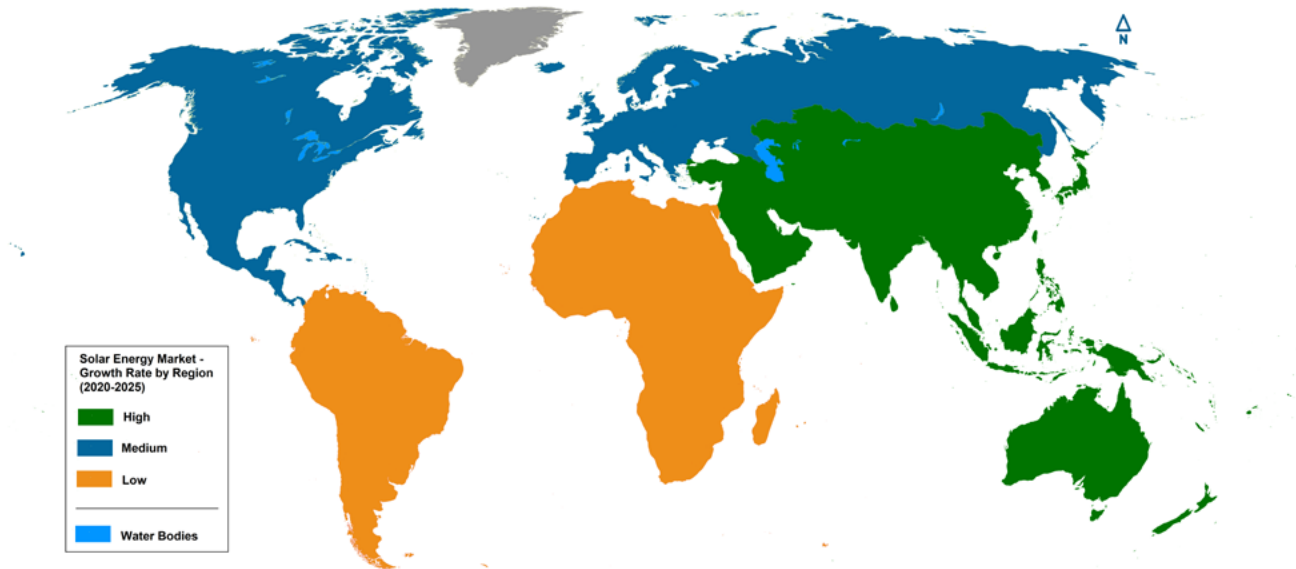 N
Solar Energy Market -
Growth Rate by Region
(2020-2025)
High
Medium
Low
Water Bodies